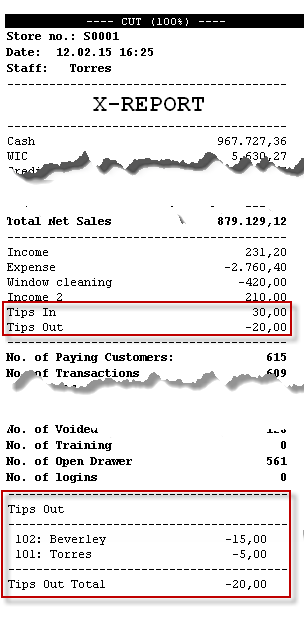 ---- CUT (100%) ----
Store no.: S0001
Date: 12.02.15 16:25
Staff: Torres
X-REPORT
Cash 967.727,36
WIC 5.630,27
Total Net Sales 879.129,12
Income 231,20
Expense -2.760,40
Window cleaning -420,00
Income 2 210,00
Tips In 30,00
Tips Out -20,00
No. of Paying Customers: 615
No. of Transactions 609
No. of Voided
No. of Training 0
No. of Open Drawer 561
No. of logins 0
Tips Out
102: Beverley -15,00
101: Torres -5,00
Tips Out Total -20,00